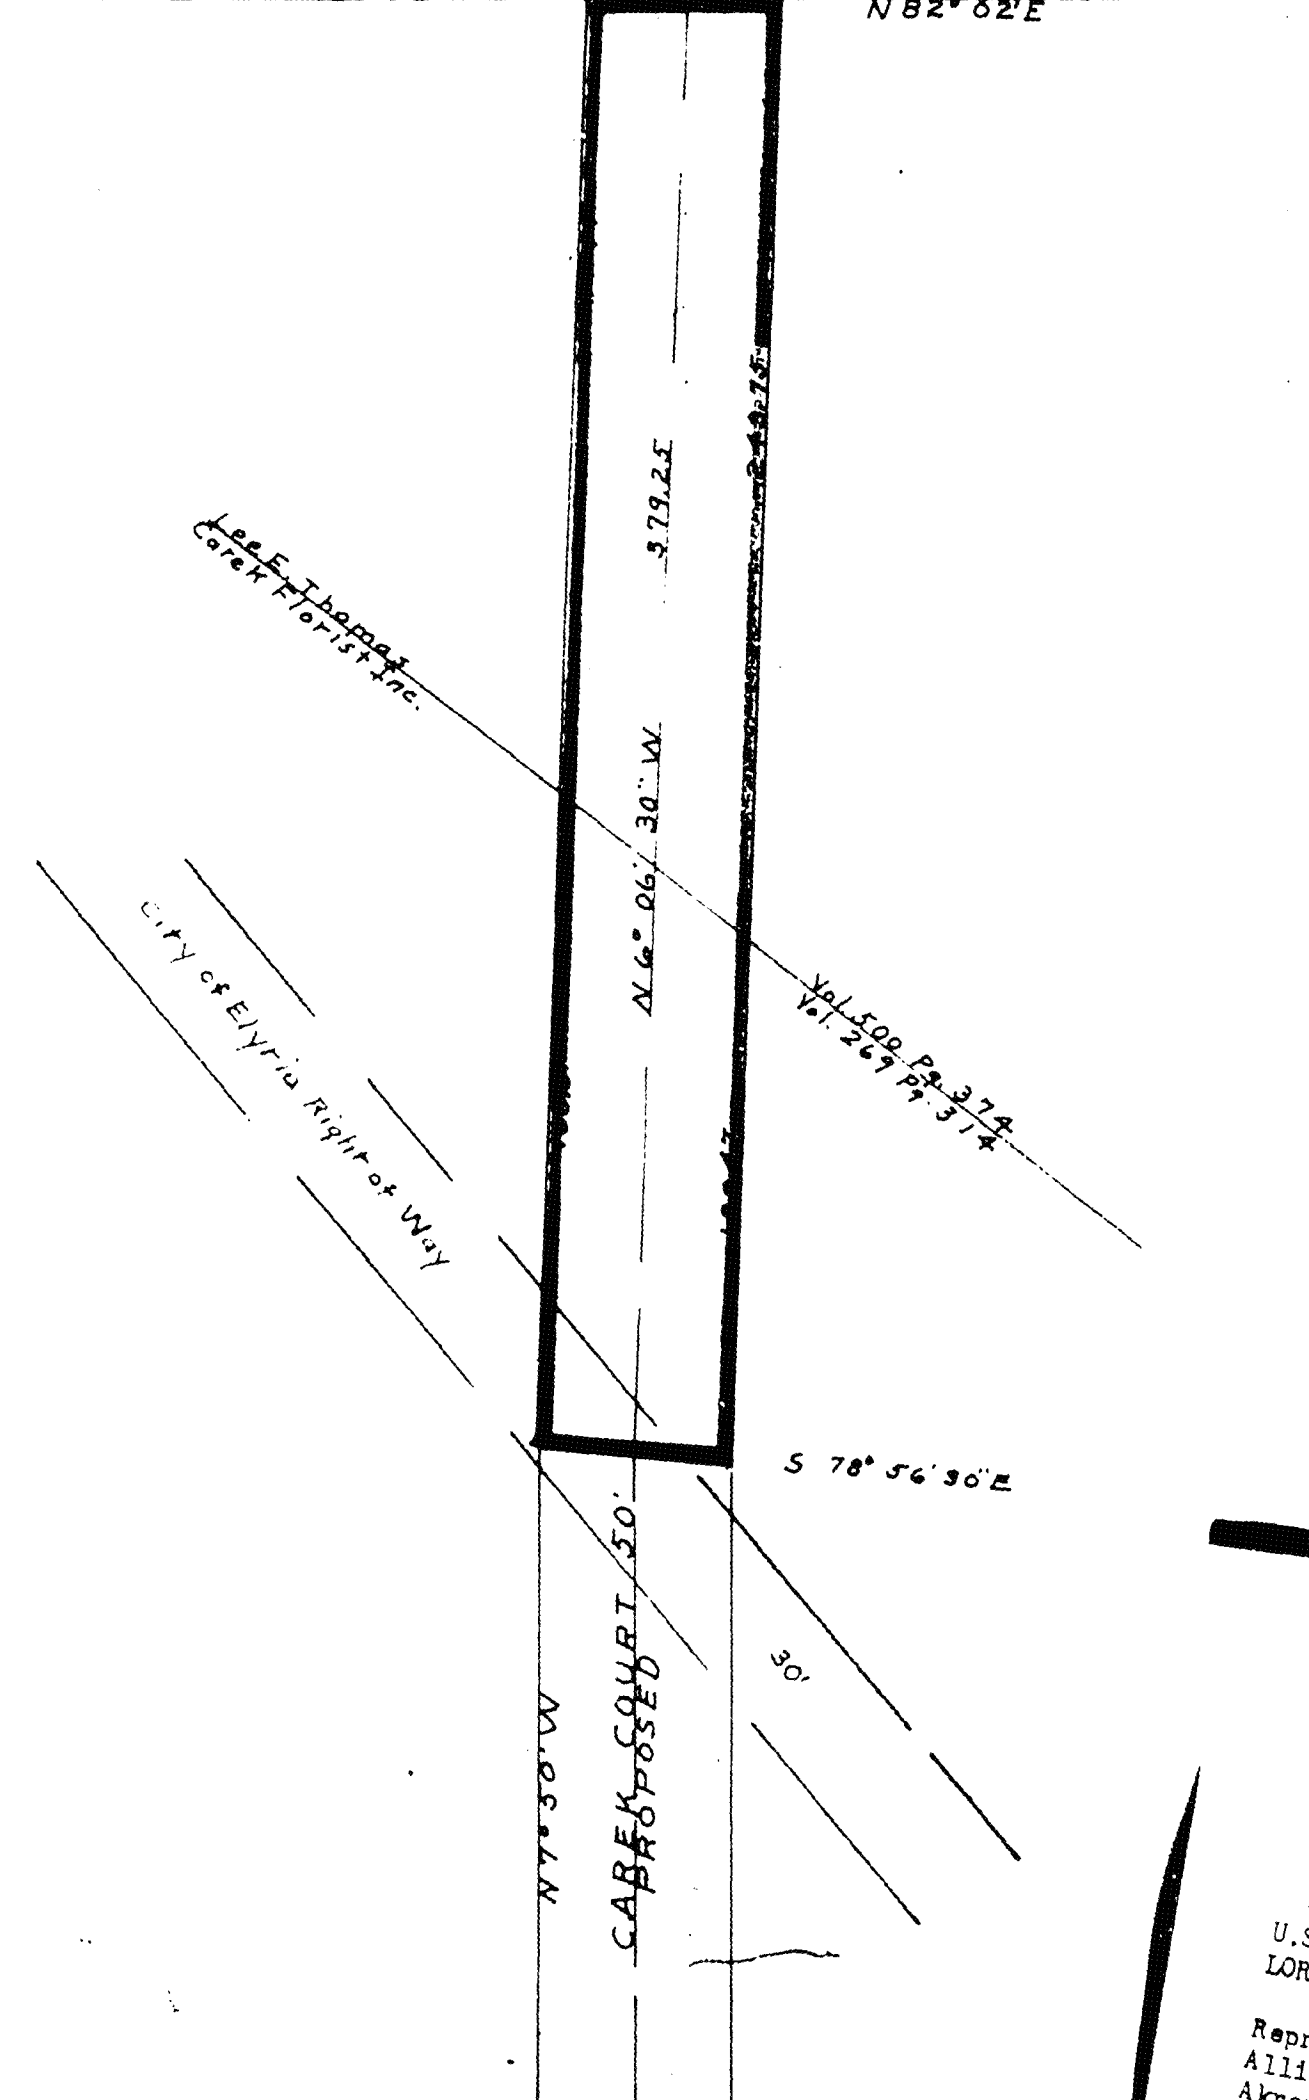 N 82° 02' E
248.75
379.25
Lee E. Thomas
Carek Florist Inc.
N 6° 06' 30" W
City of Elyria Right of Way
Vol. 500 Pg. 374
Vol. 269 Pg. 314
S 78° 56' 30" E
CAREK COURT 50'
PROPOSED
30'
N 7° 30' W
U.S
LOR
Repr
Alli